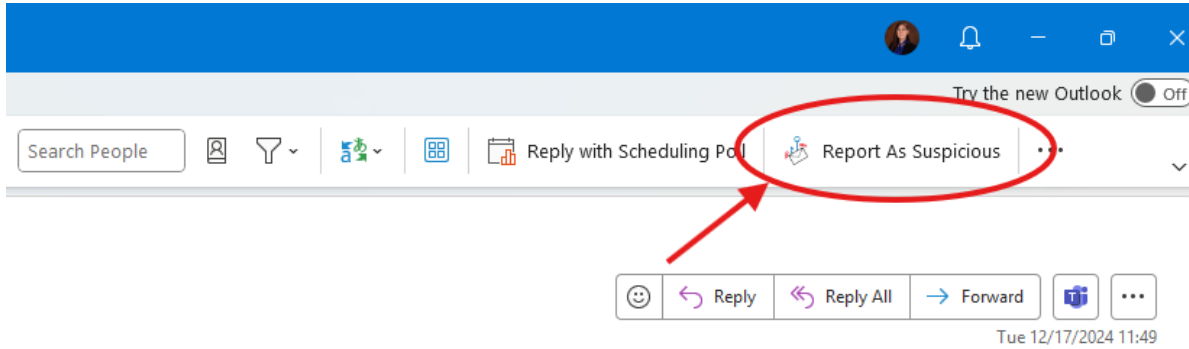 Try the new Outlook Off
Search People Reply with Scheduling Poll Report As Suspicious
Reply Reply All Forward
Tue 12/17/2024 11:49